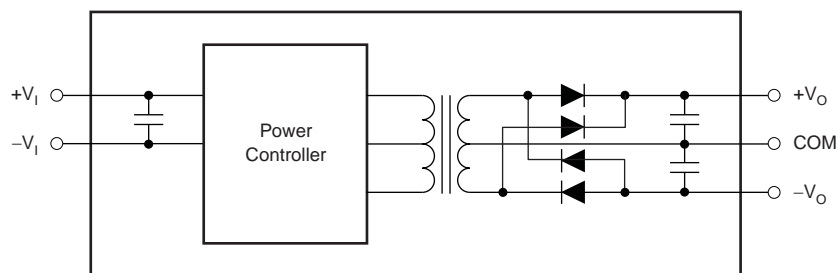 +V_I
−V_I
Power
Controller
+V_O
COM
−V_O